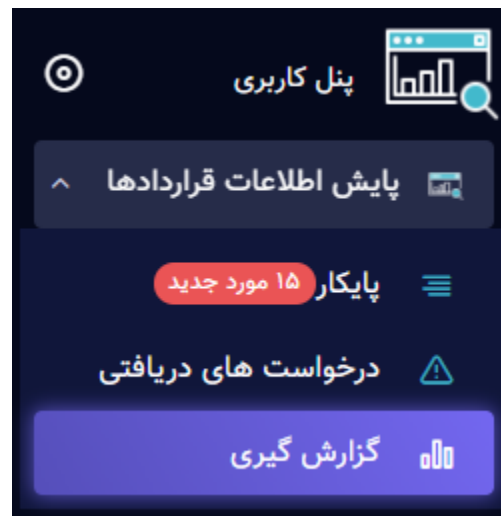 پنل کاربری
پایش اطلاعات قراردادها
پایکار ۱۵ مورد جدید
درخواست های دریافتی
گزارش گیری